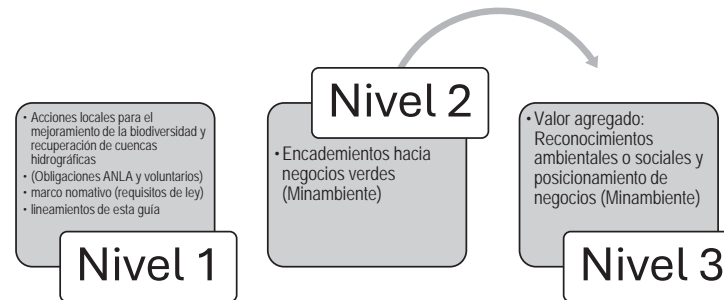 • Acciones locales para el
mejoramiento de la biodiversidad y
recuperación de cuencas
hidrográficas
• (Obligaciones ANLA y voluntarios)
• marco nomativo (requisitos de ley)
• lineamientos de esta guía
Nivel 1
Nivel 2
• Encademientos hacia
negocios verdes
(Minambiente)
• Valor agregado:
Reconocimientos
ambientales o sociales y
posicionamiento de
negocios (Minambiente)
Nivel 3